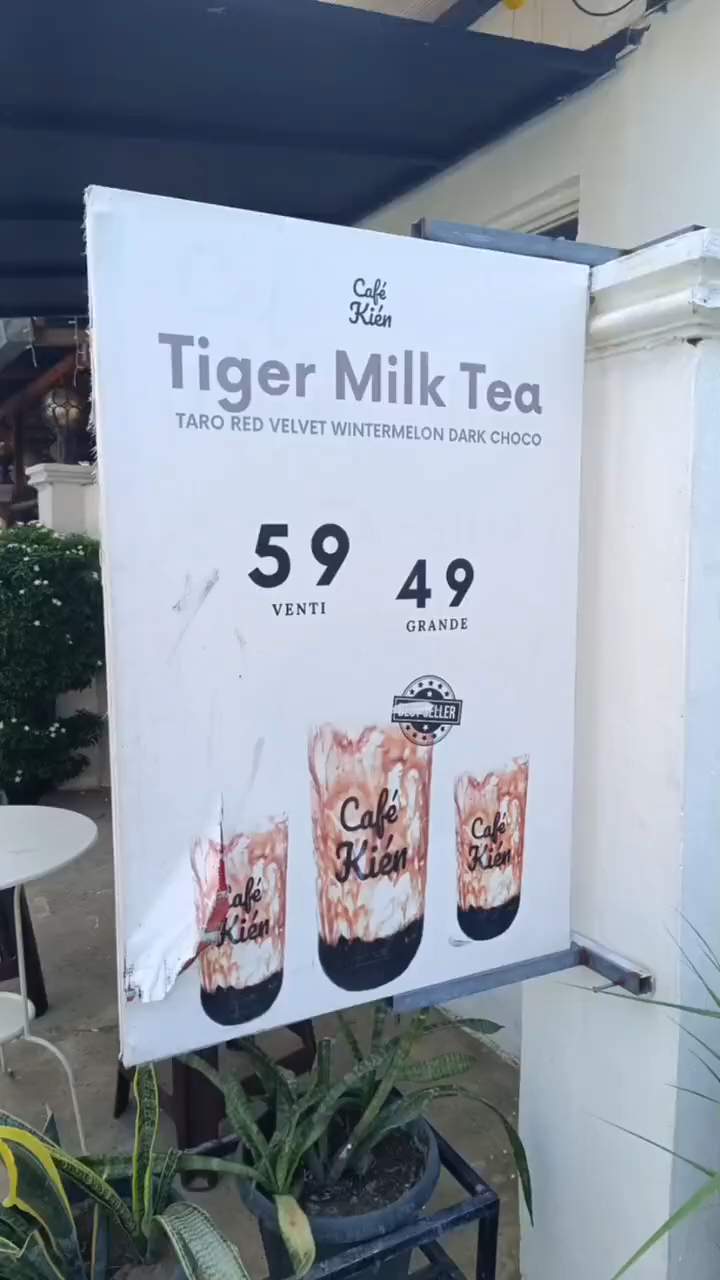 Café
Kién
Tiger Milk Tea
TARO RED VELVET WINTERMELON DARK CHOCO
59
VENTI
49
GRANDE
BESTSELLER
Café
Kién
Café
Kién
Café
Kién